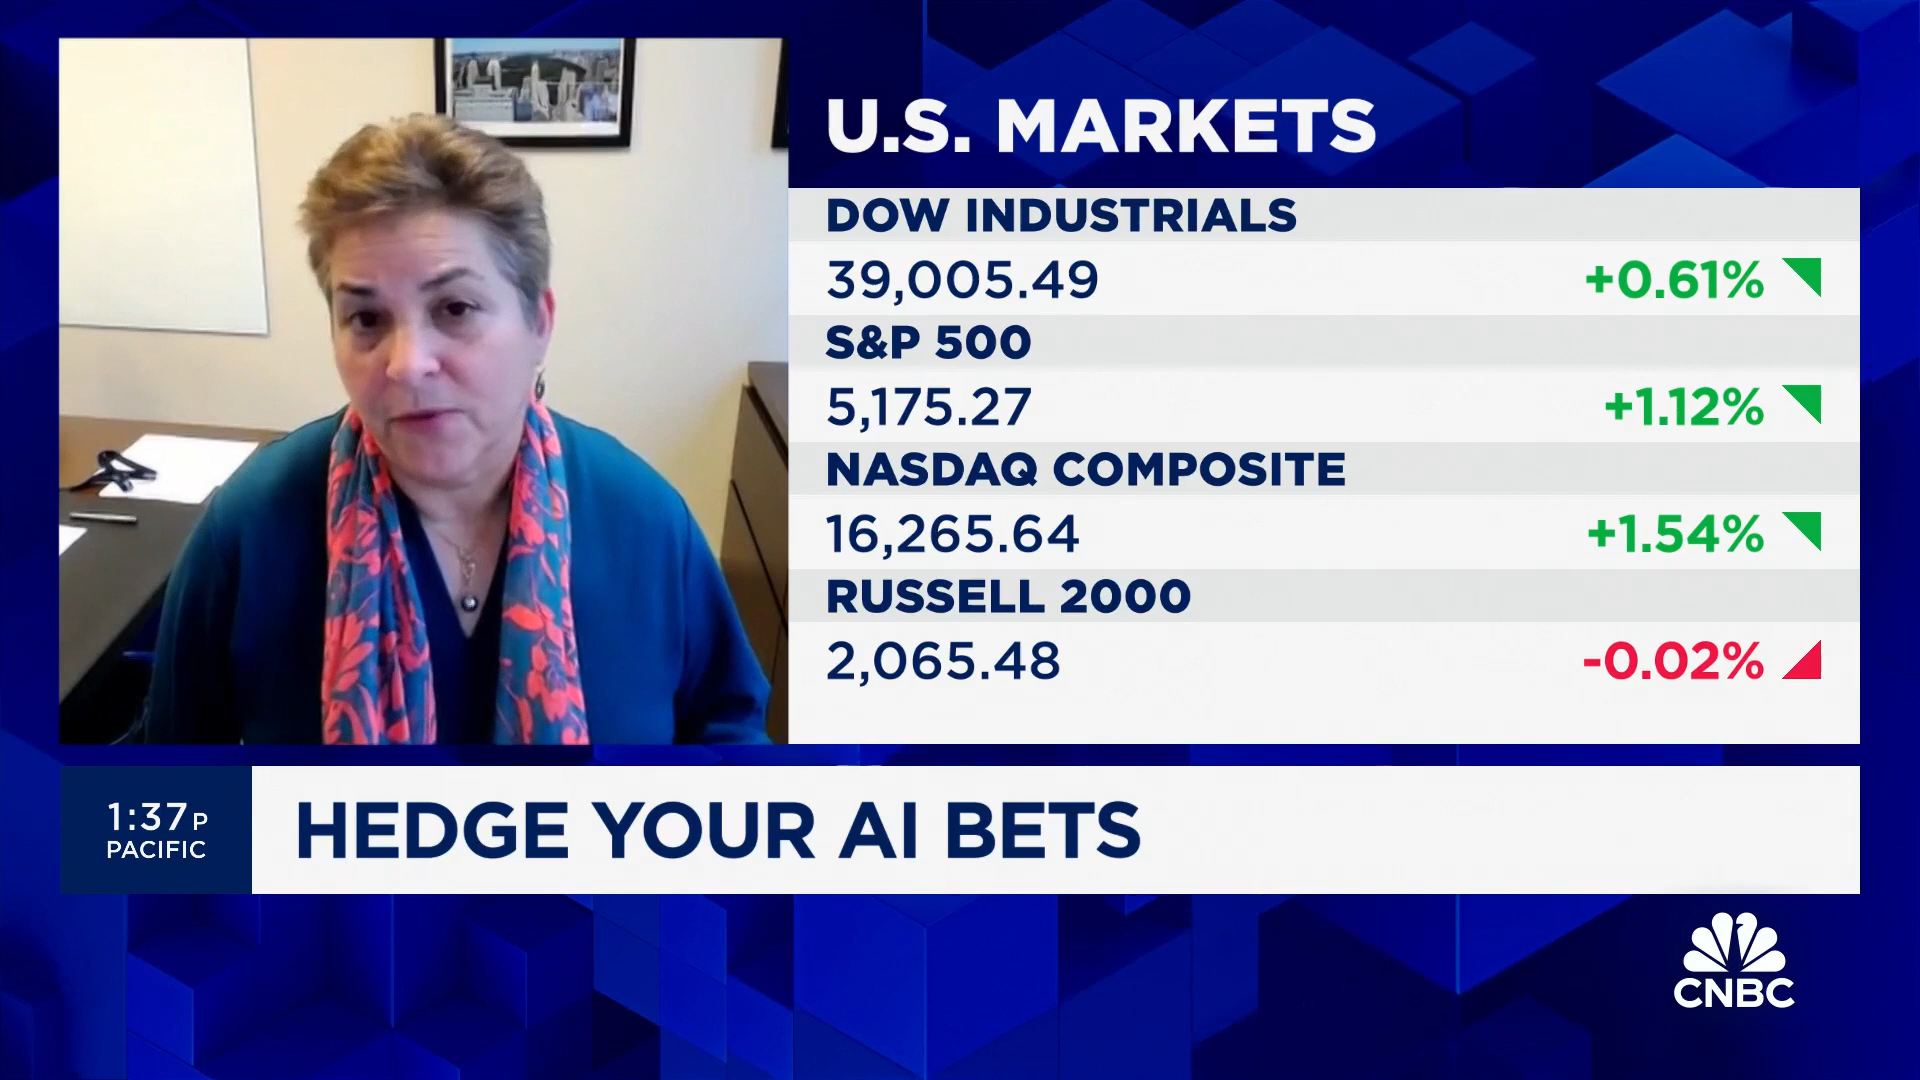 U.S. MARKETS
DOW INDUSTRIALS
39,005.49 +0.61%
S&P 500
5,175.27 +1.12%
NASDAQ COMPOSITE
16,265.64 +1.54%
RUSSELL 2000
2,065.48 -0.02%
1:37P
PACIFIC
HEDGE YOUR AI BETS
CNBC